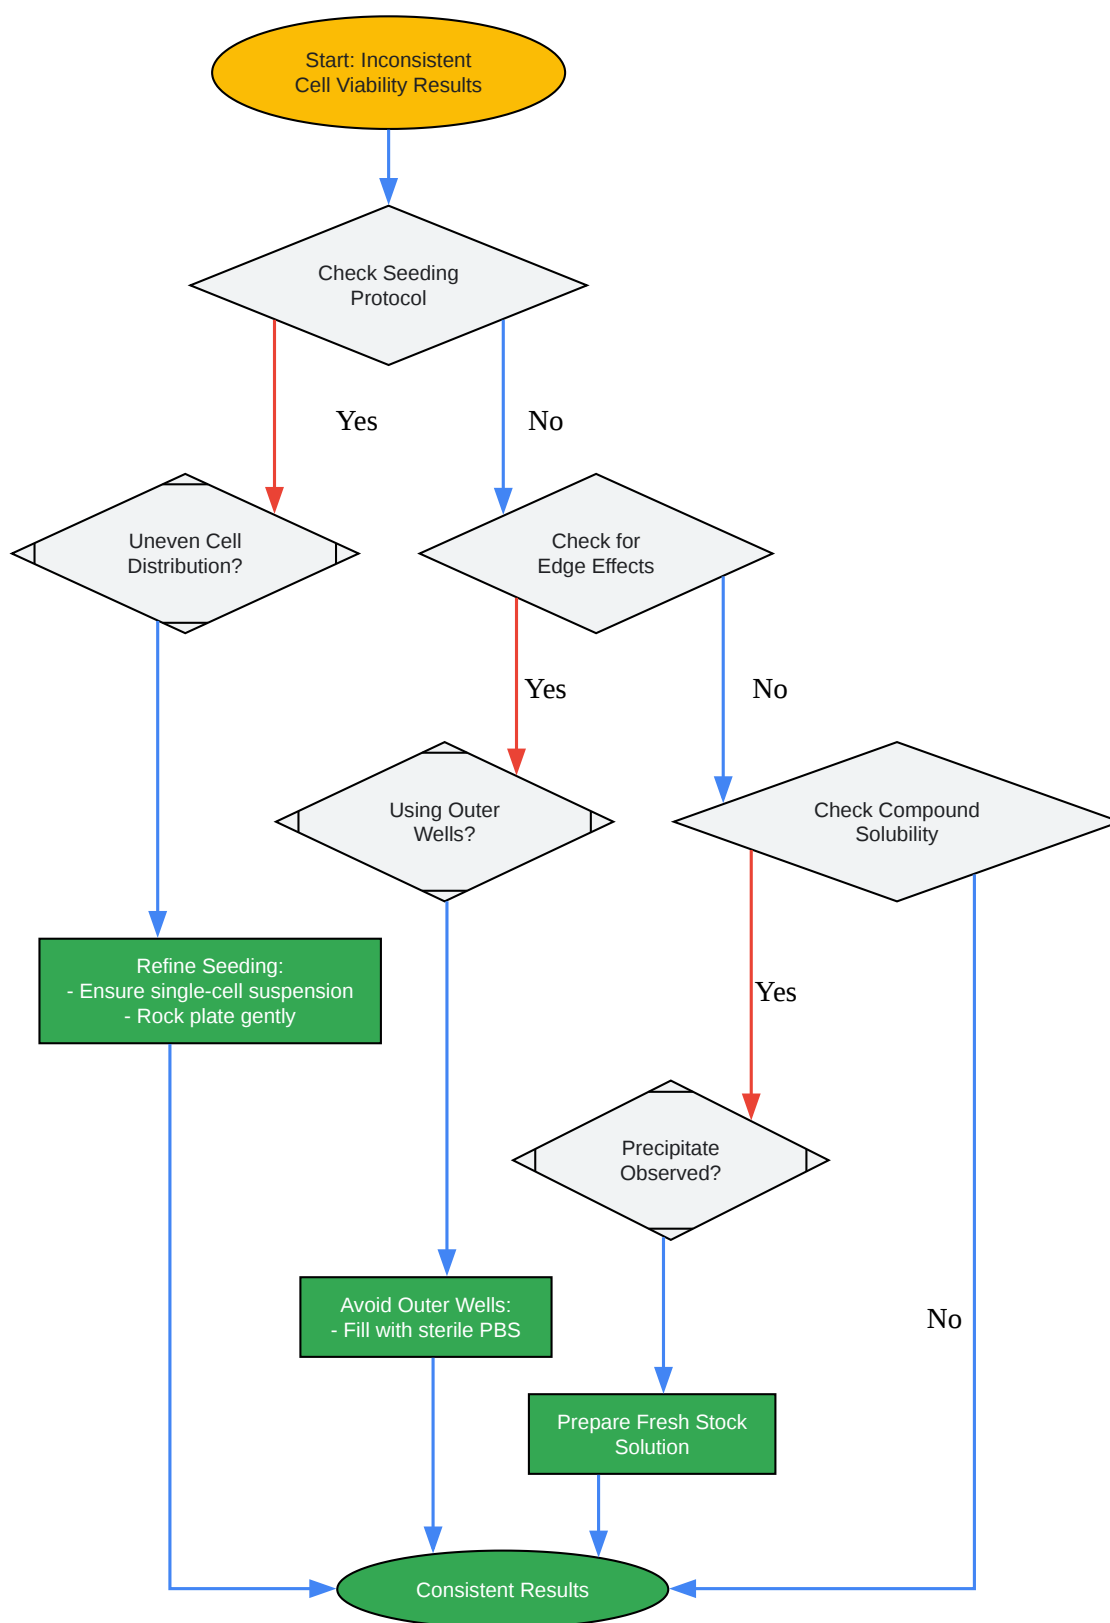 Start: Inconsistent
Cell Viability Results
Check Seeding
Protocol
Yes
No
Uneven Cell
Distribution?
Check for
Edge Effects
Yes
No
Using Outer
Wells?
Check Compound
Solubility
Refine Seeding:
- Ensure single-cell suspension
- Rock plate gently
Yes
Precipitate
Observed?
Avoid Outer Wells:
- Fill with sterile PBS
No
Prepare Fresh Stock
Solution
Consistent Results